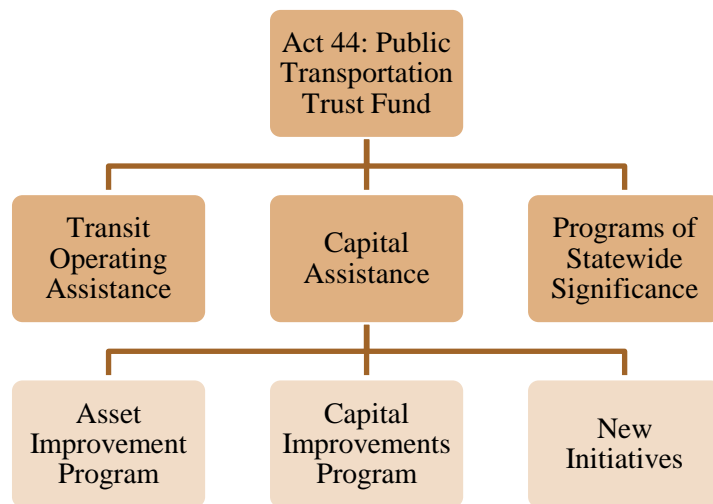 Act 44: Public
Transportation
Trust Fund
Transit
Operating
Assistance
Capital
Assistance
Programs of
Statewide
Significance
Asset
Improvement
Program
Capital
Improvements
Program
New
Initiatives